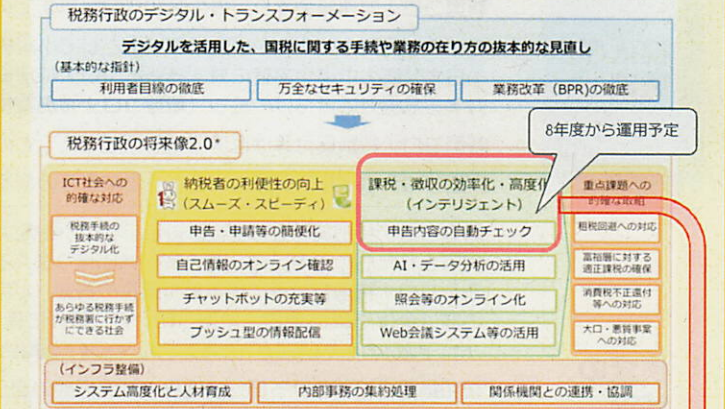 税務行政のデジタル・トランスフォーメーション
デジタルを活用した、国税に関する手続や業務の在り方の抜本的な見直し
（基本的な指針）
利用者目線の徹底
万全なセキュリティの確保
業務改革（BPR)の徹底
8年度から運用予定
税務行政の将来像2.0*
ICT社会への
的確な対応
税務手続の
抜本的な
デジタル化
あらゆる税務手続
が税務署に行かず
にできる社会
納税者の利便性の向上
（スムーズ・スピーディ）
申告・申請等の簡便化
自己情報のオンライン確認
チャットボットの充実等
プッシュ型の情報配信
課税・徴収の効率化・高度化
（インテリジェント）
申告内容の自動チェック
AI・データ分析の活用
照会等のオンライン化
Web会議システム等の活用
重点課題への
的確な取組
租税回避への対応
富裕層に対する
適正課税の確保
消費税不正還付
等への対応
大口・悪質事案
への対応
（インフラ整備）
システム高度化と人材育成
内部事務の集約処理
関係機関との連携・協調